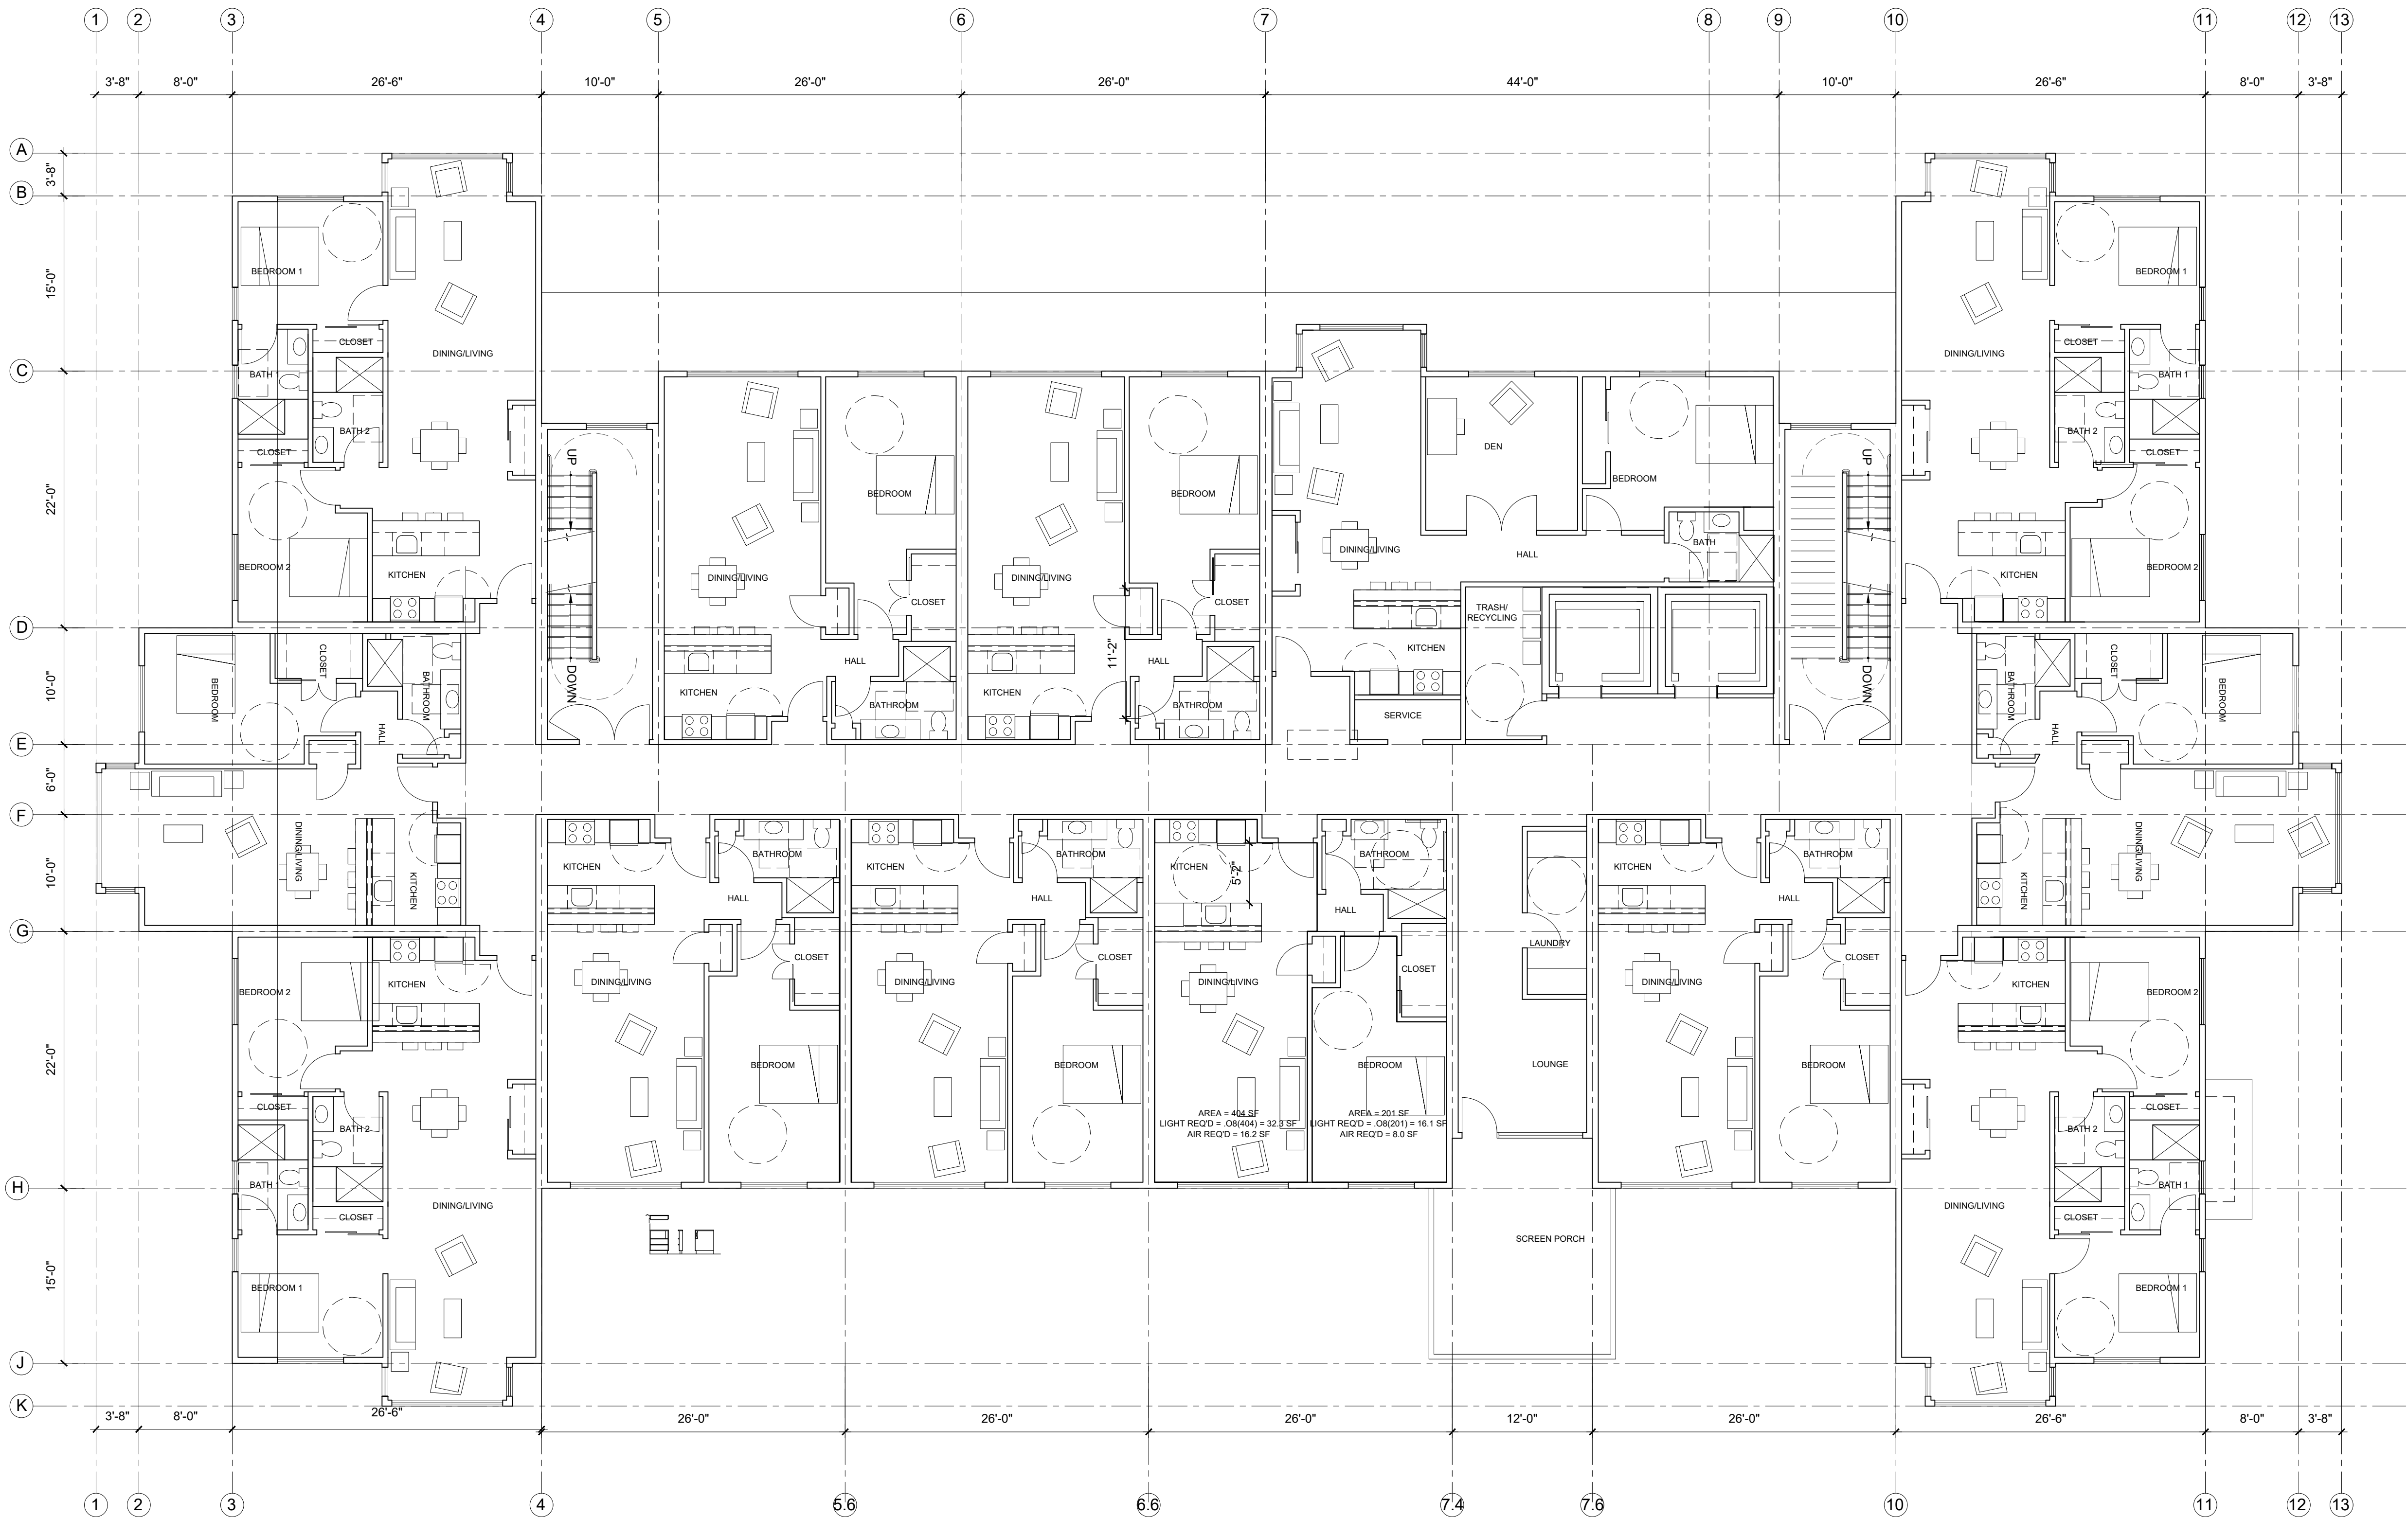 1 2 3 4 5 6 7 8 9 10 11 12 13
3'-8" 8'-0" 26'-6" 10'-0" 26'-0" 26'-0" 44'-0" 10'-0" 26'-6" 8'-0" 3'-8"
A
3'-8"
B
BEDROOM 1 BEDROOM 1
15'-0"
CLOSET CLOSET
DINING/LIVING DINING/LIVING
C
BATH 1 BATH 1
BATH 2 BATH 2
DEN
CLOSET UP UP CLOSET
BEDROOM
BEDROOM BEDROOM
22'-0"
DINING/LIVING HALL BATH
BEDROOM 2 KITCHEN DINING/LIVING DINING/LIVING KITCHEN BEDROOM 2
CLOSET CLOSET
TRASH/
RECYCLING
D
KITCHEN
CLOSET HALL 11'-2" HALL CLOSET
10'-0"
BEDROOM BATHROOM DOWN KITCHEN KITCHEN DOWN BATHROOM BEDROOM
BATHROOM BATHROOM SERVICE
HALL HALL
E
6'-0"
F
DINING/LIVING DINING/LIVING
BATHROOM BATHROOM BATHROOM BATHROOM
KITCHEN KITCHEN KITCHEN 5'-2" KITCHEN
10'-0"
KITCHEN KITCHEN
HALL HALL HALL HALL
G
LAUNDRY
CLOSET CLOSET CLOSET CLOSET
KITCHEN DINING/LIVING DINING/LIVING DINING/LIVING DINING/LIVING KITCHEN
BEDROOM 2 BEDROOM 2
22'-0"
BEDROOM BEDROOM BEDROOM LOUNGE BEDROOM
CLOSET CLOSET
AREA = 404 SF AREA = 201 SF
LIGHT REQ'D = .O8(404) = 32.3 SF LIGHT REQ'D = .O8(201) = 16.1 SF
AIR REQ'D = 16.2 SF AIR REQ'D = 8.0 SF
BATH 2 BATH 2
BATH 1 BATH 1
H
DINING/LIVING DINING/LIVING
CLOSET CLOSET
SCREEN PORCH
15'-0"
BEDROOM 1 BEDROOM 1
J
K
3'-8" 8'-0" 26'-6" 26'-0" 26'-0" 26'-0" 12'-0" 26'-0" 26'-6" 8'-0" 3'-8"
1 2 3 4 5.6 6.6 7.4 7.6 10 11 12 13